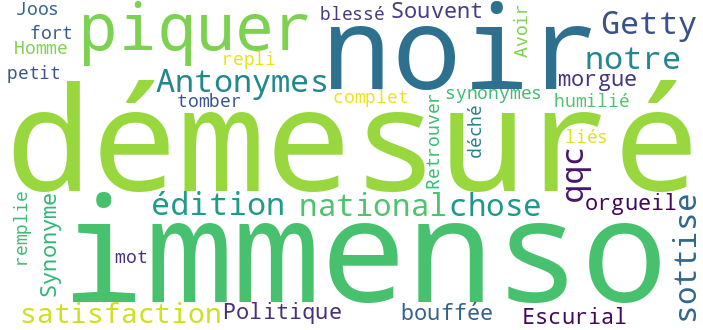 Joos
fort
Homme
petit
piquer
repli
Antonymes
tomber
blessé
Souvent
noir
complet
synonymes
Avoir
Getty
notre
morgue
humilié
liés
démesuré
Retrouver
déché
qqc
orgueil
remplie
Synonyme
édition
national
chose
immenso
mot
sottise
satisfaction
Politique
bouffée
Escurial